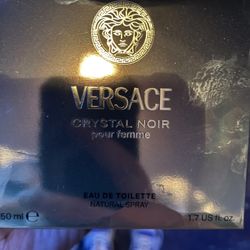 VERSACE
CRYSTAL NOIR
pour femme
EAU DE TOILETTE
NATURAL SPRAY
50 ml ℮ 1.7 US fl. oz.